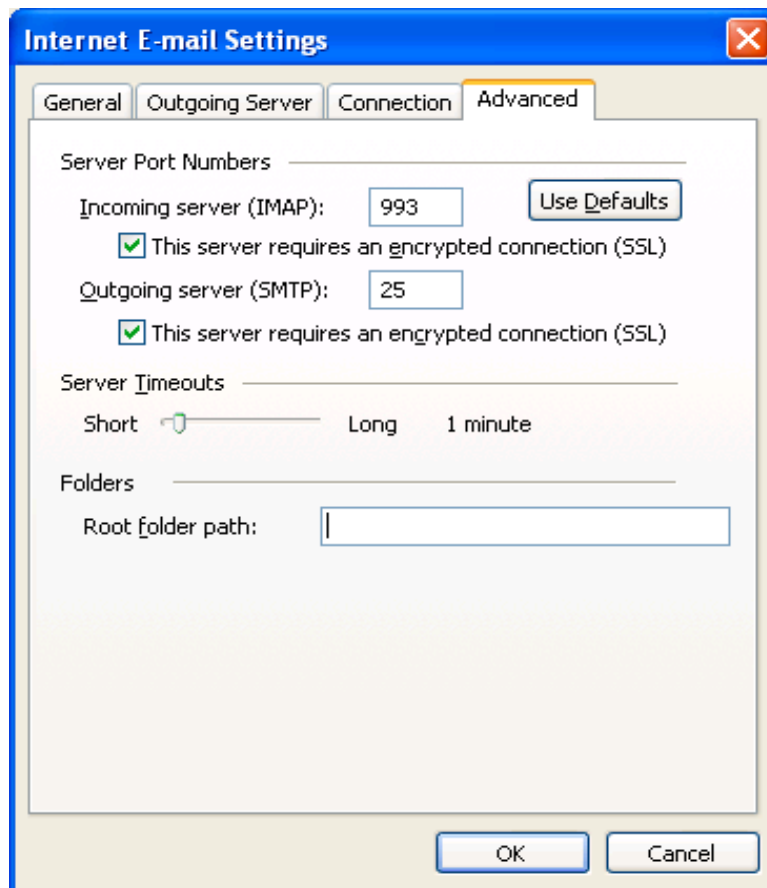 Internet E-mail Settings
General Outgoing Server Connection Advanced
Server Port Numbers
Incoming server (IMAP): 993 Use Defaults
This server requires an encrypted connection (SSL)
Outgoing server (SMTP): 25
This server requires an encrypted connection (SSL)
Server Timeouts
Short Long 1 minute
Folders
Root folder path:
OK Cancel